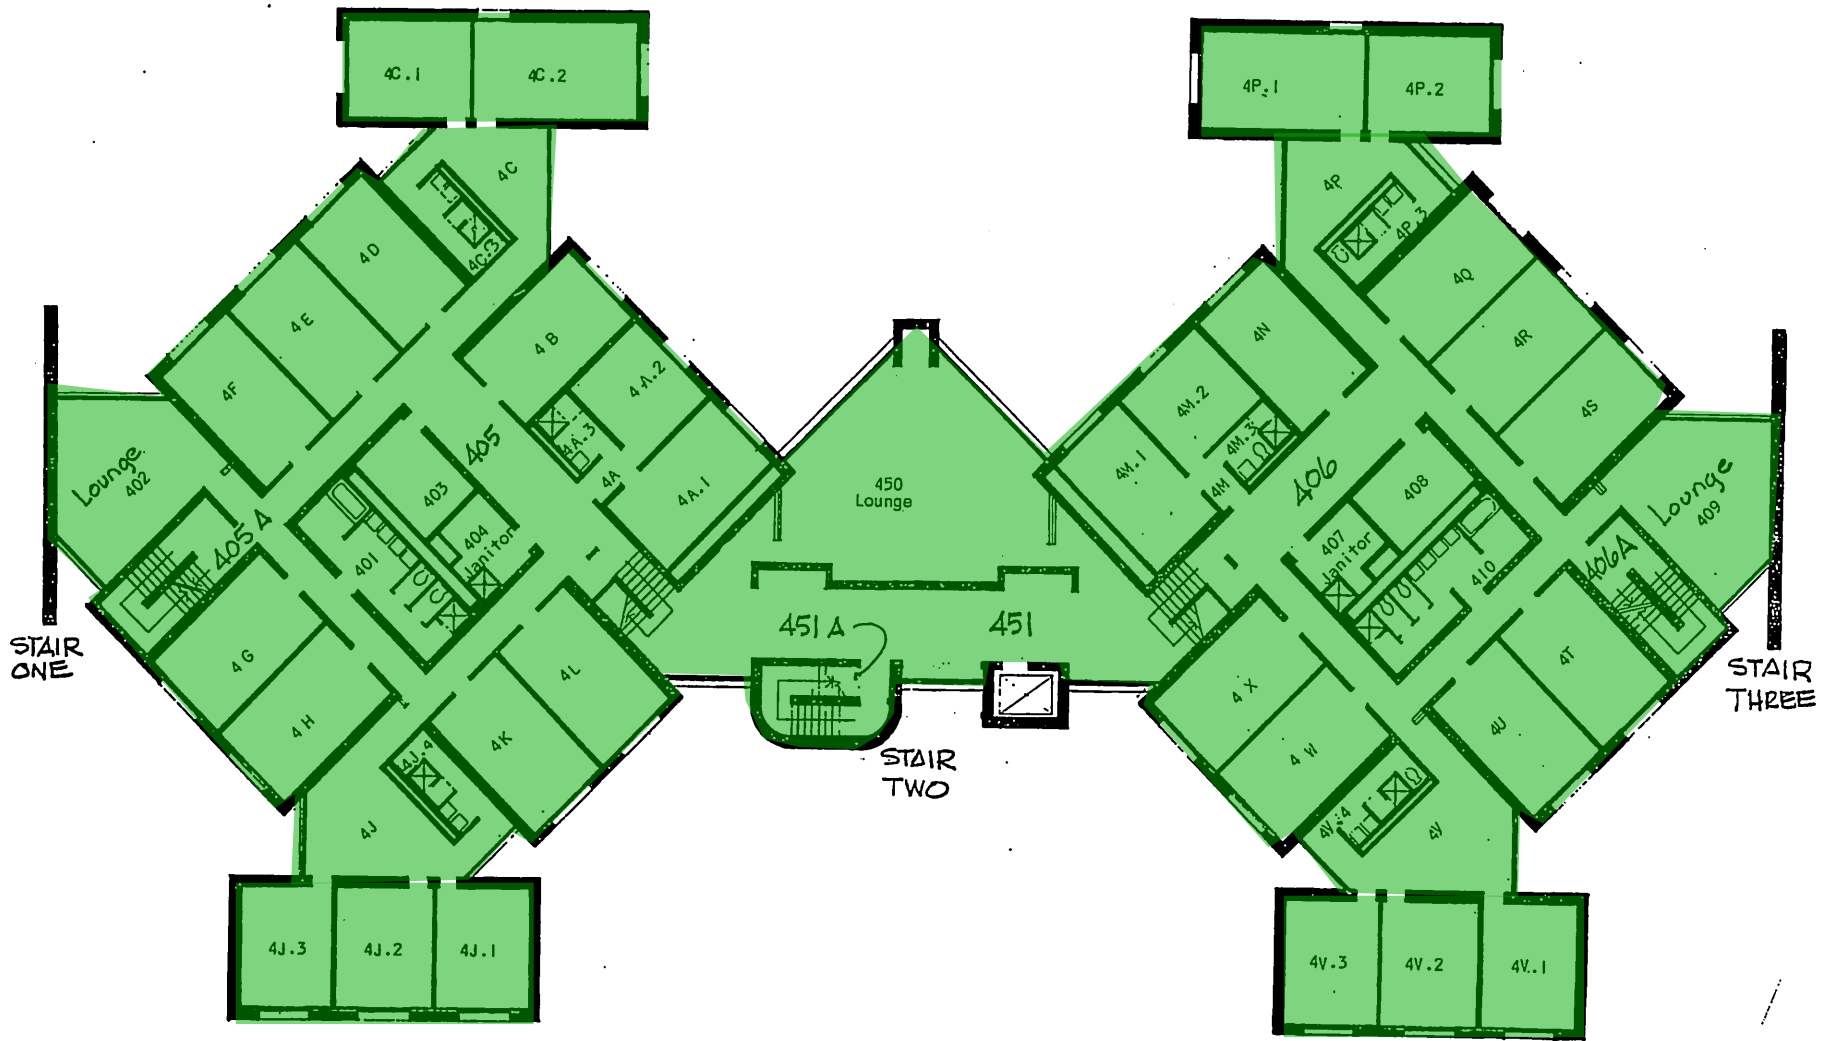 4C.1
4C.2
4P.1
4P.2
4C
4C.3
4P
4P.3
4D
4E
4F
4B
4A.2
4A.3
4A
4A.1
4N
4M.2
4M.3
4M.1
4M
4Q
4R
4S
Lounge
402
405
405 A
403
404
Janitor
401
450
Lounge
406
408
407
Janitor
410
406A
Lounge
409
STAIR
ONE
451 A
451
STAIR
TWO
STAIR
THREE
4G
4H
4L
4K
4J.4
4J
4X
4W
4T
4U
4V.4
4V
4J.3
4J.2
4J.1
4V.3
4V.2
4V.1